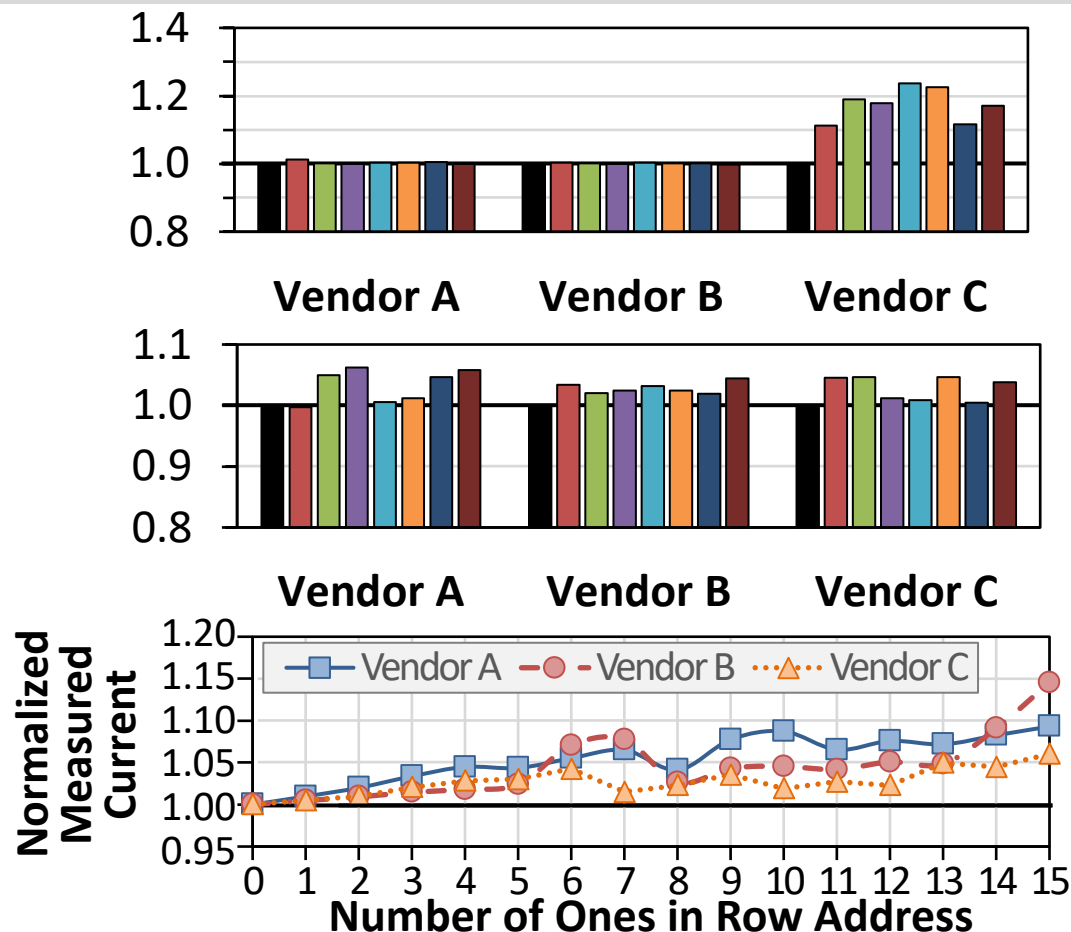 1.4
1.2
1.0
0.8
Vendor A Vendor B Vendor C
1.1
1.0
0.9
0.8
Vendor A Vendor B Vendor C
Normalized
Measured
Current
1.20
1.15
1.10
1.05
1.00
0.95
Vendor A Vendor B Vendor C
0 1 2 3 4 5 6 7 8 9 10 11 12 13 14 15
Number of Ones in Row Address